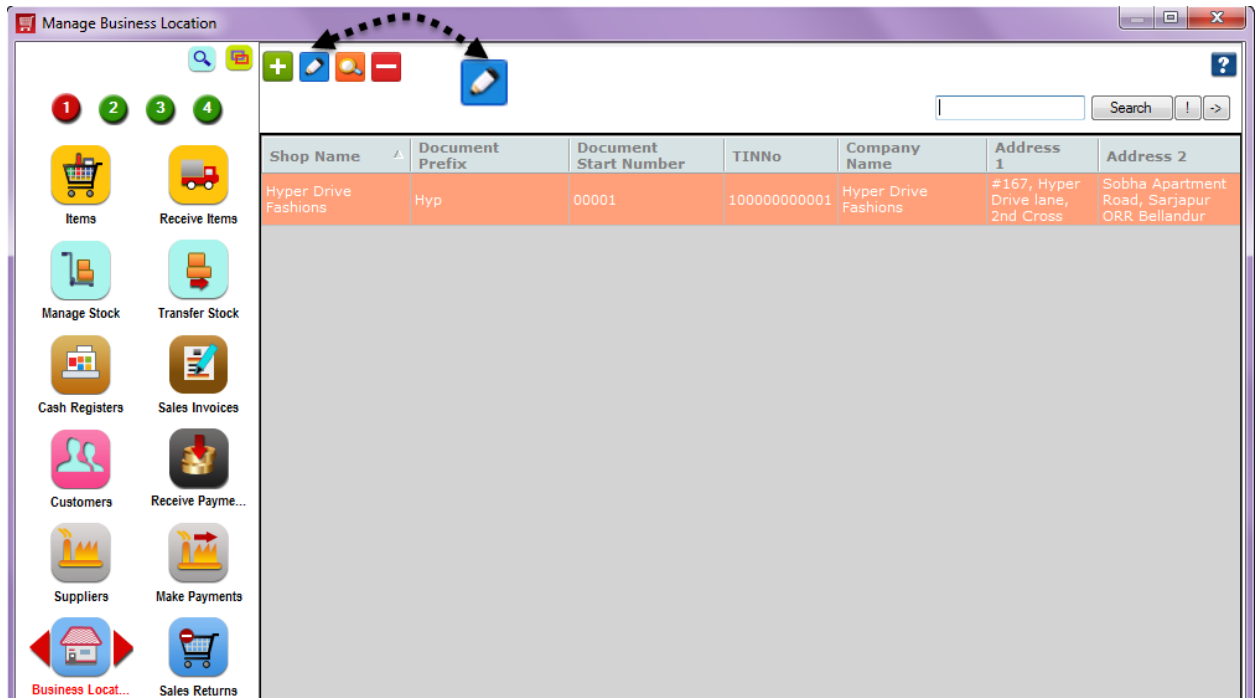 Manage Business Location
?
1 2 3 4
Search ! ->
Shop Name
Document
Prefix
Document
Start Number
TINNo
Company
Name
Address
1
Address 2
Hyper Drive
Fashions
Hyp
00001
100000000001
Hyper Drive
Fashions
#167, Hyper
Drive lane,
2nd Cross
Sobha Apartment
Road, Sarjapur
ORR Bellandur
Items
Receive Items
Manage Stock
Transfer Stock
Cash Registers
Sales Invoices
Customers
Receive Payme...
Suppliers
Make Payments
Business Locat...
Sales Returns